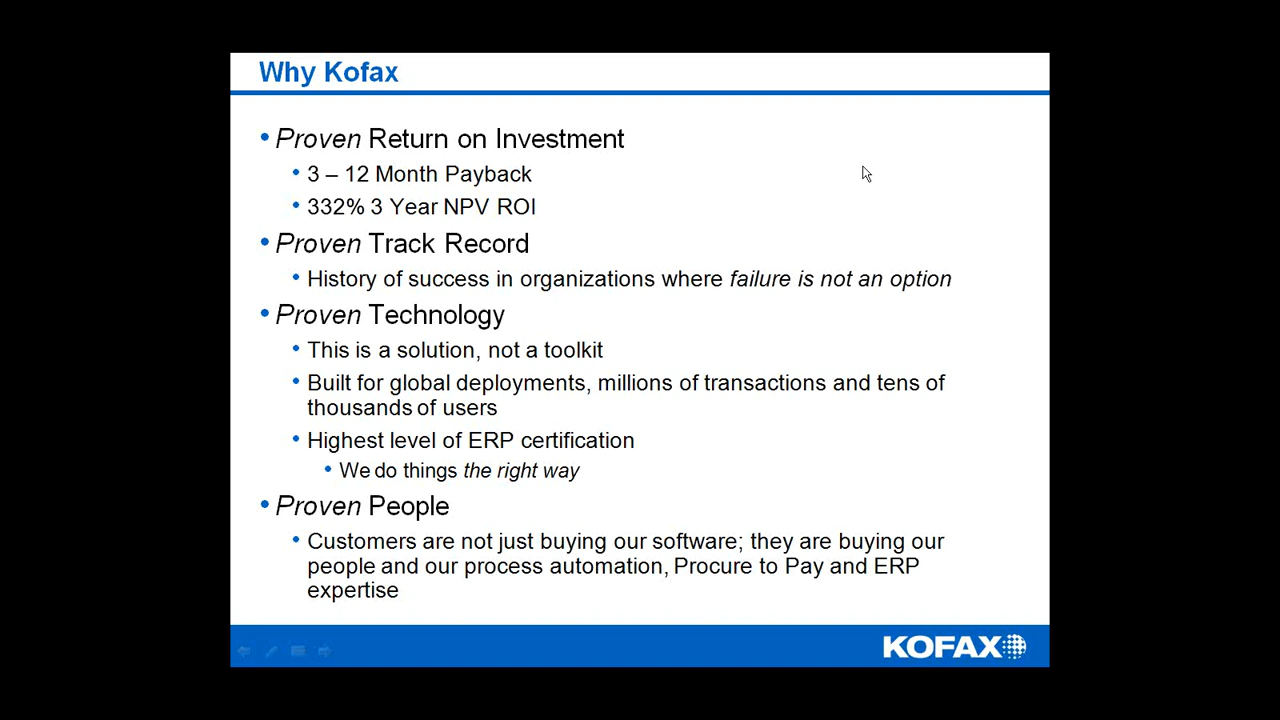 Why Kofax
• Proven Return on Investment
• 3 – 12 Month Payback
• 332% 3 Year NPV ROI
• Proven Track Record
• History of success in organizations where failure is not an option
• Proven Technology
• This is a solution, not a toolkit
• Built for global deployments, millions of transactions and tens of
thousands of users
• Highest level of ERP certification
• We do things the right way
• Proven People
• Customers are not just buying our software; they are buying our
people and our process automation, Procure to Pay and ERP
expertise
KOFAX